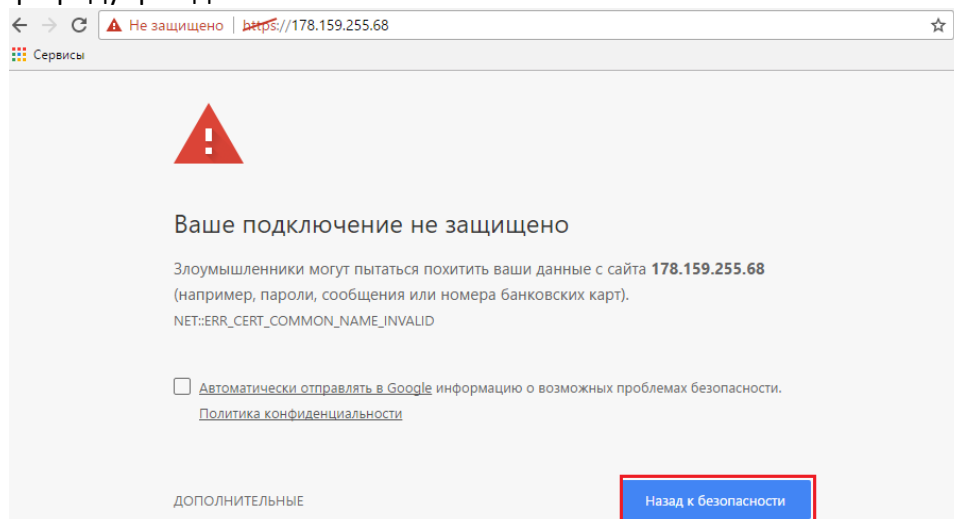 Не защищено | https://178.159.255.68
Сервисы
Ваше подключение не защищено
Злоумышленники могут пытаться похитить ваши данные с сайта 178.159.255.68
(например, пароли, сообщения или номера банковских карт).
NET::ERR_CERT_COMMON_NAME_INVALID
Автоматически отправлять в Google информацию о возможных проблемах безопасности.
Политика конфиденциальности
ДОПОЛНИТЕЛЬНЫЕ
Назад к безопасности